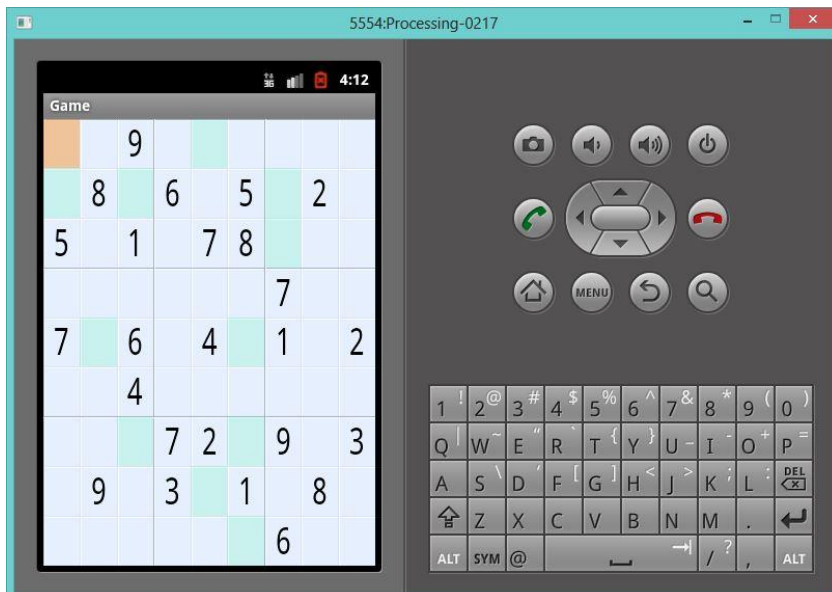 5554:Processing-0217
3G 4:12
Game
9
8 6 5 2
5 1 7 8
7
7 6 4 1 2
4
7 2 9 3
9 3 1 8
6
MENU
1 ! 2 @ 3 # 4 $ 5 % 6 ^ 7 & 8 * 9 ( 0 )
Q | W ~ E “ R ` T { Y } U _ I - O + P =
A S \ D ‘ F [ G ] H < J > K ; L : DEL
Z X C V B N M .
ALT SYM @ / ? , ALT